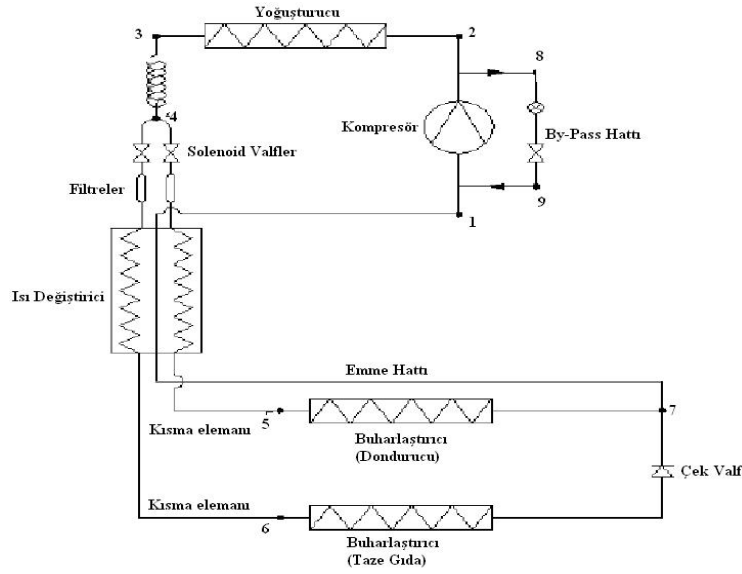 Yoğuşturucu
3
2
8
'4
Kompresör
By-Pass Hattı
Solenoid Valfler
Filtreler
9
1
Isı Değiştirici
Emme Hattı
7
Kısma elemanı
5
Buharlaştırıcı
(Dondurucu)
Çek Valf
Kısma elemanı
6
Buharlaştırıcı
(Taze Gıda)